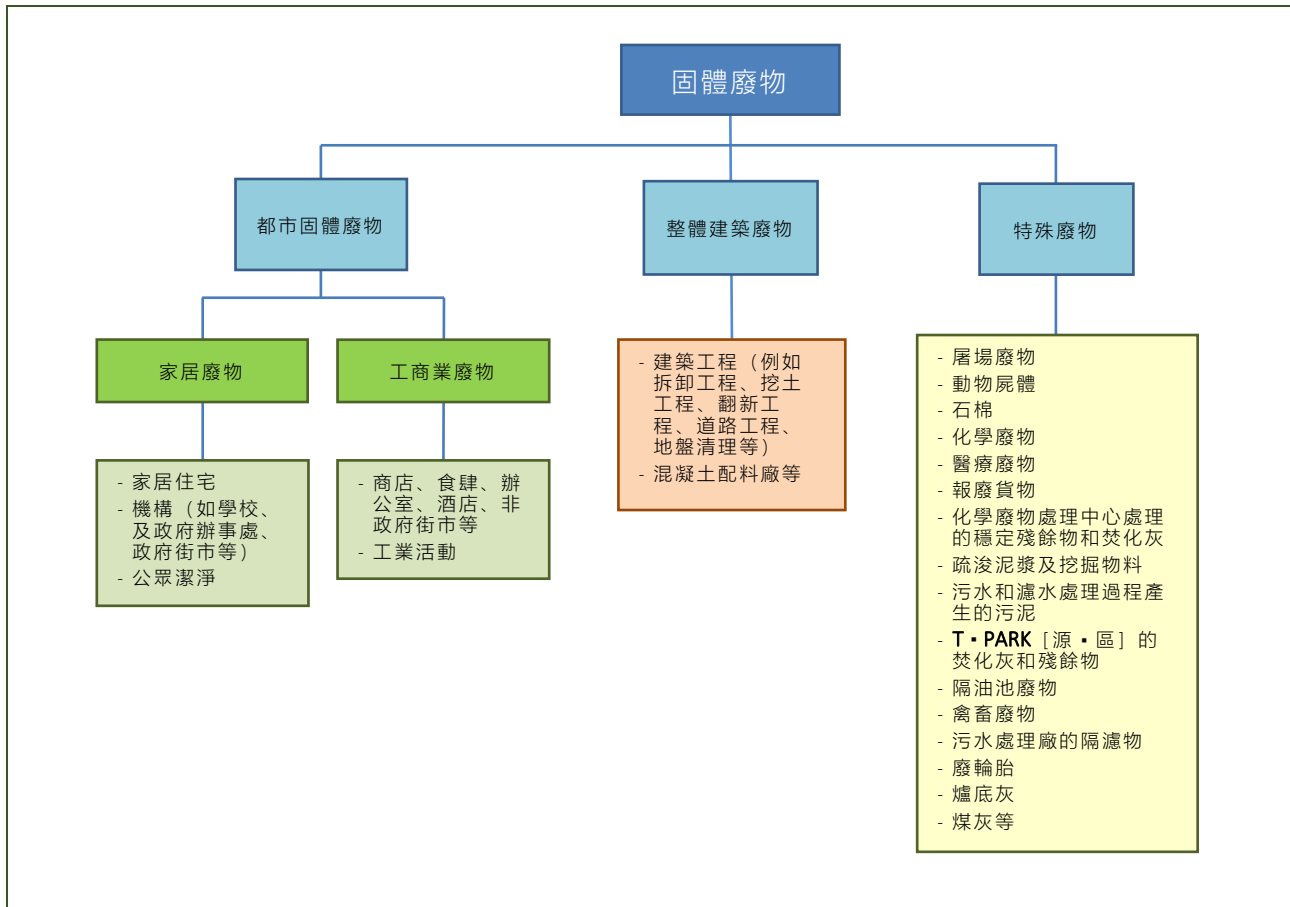 固體廢物
都市固體廢物
整體建築廢物
特殊廢物
家居廢物
工商業廢物
- 家居住宅
- 機構（如學校、
及政府辦事處、
政府街市等）
- 公眾潔淨
- 商店、食肆、辦
公室、酒店、非
政府街市等
- 工業活動
- 建築工程（例如
拆卸工程、挖土
工程、翻新工
程、道路工程、
地盤清理等）
- 混凝土配料廠等
- 屠場廢物
- 動物屍體
- 石棉
- 化學廢物
- 醫療廢物
- 報廢貨物
- 化學廢物處理中心處理
的穩定殘餘物和焚化灰
- 疏浚泥漿及挖掘物料
- 污水和濾水處理過程產
生的污泥
- T▪PARK［源▪區］的
焚化灰和殘餘物
- 隔油池廢物
- 禽畜廢物
- 污水處理廠的隔濾物
- 廢輪胎
- 爐底灰
- 煤灰等